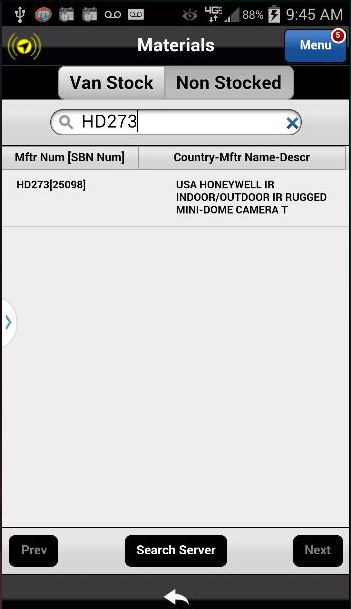 4G 88% 9:45 AM
Materials
Menu
5
Van Stock Non Stocked
HD273
Mftr Num [SBN Num] Country-Mftr Name-Descr
HD273[25098] USA HONEYWELL IR
INDOOR/OUTDOOR IR RUGGED
MINI-DOME CAMERA T
Prev Search Server Next